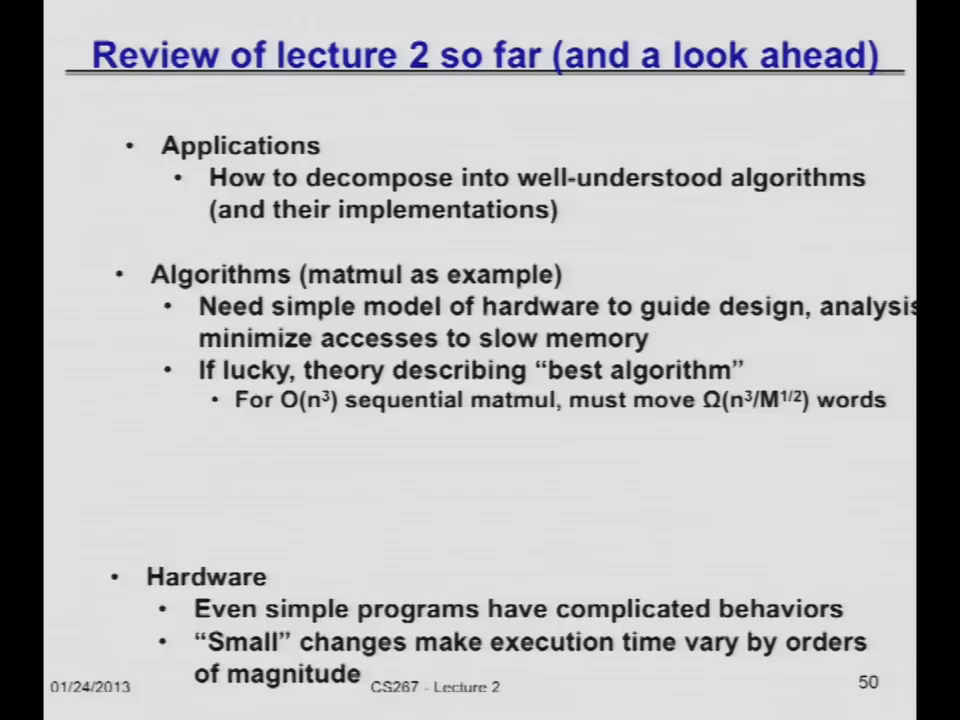 Review of lecture 2 so far (and a look ahead)
• Applications
• How to decompose into well-understood algorithms
(and their implementations)
• Algorithms (matmul as example)
• Need simple model of hardware to guide design, analysis
minimize accesses to slow memory
• If lucky, theory describing “best algorithm”
• For O(n³) sequential matmul, must move Ω(n³/M¹ᐟ²) words
• Hardware
• Even simple programs have complicated behaviors
• “Small” changes make execution time vary by orders
of magnitude
01/24/2013
CS267 - Lecture 2
50